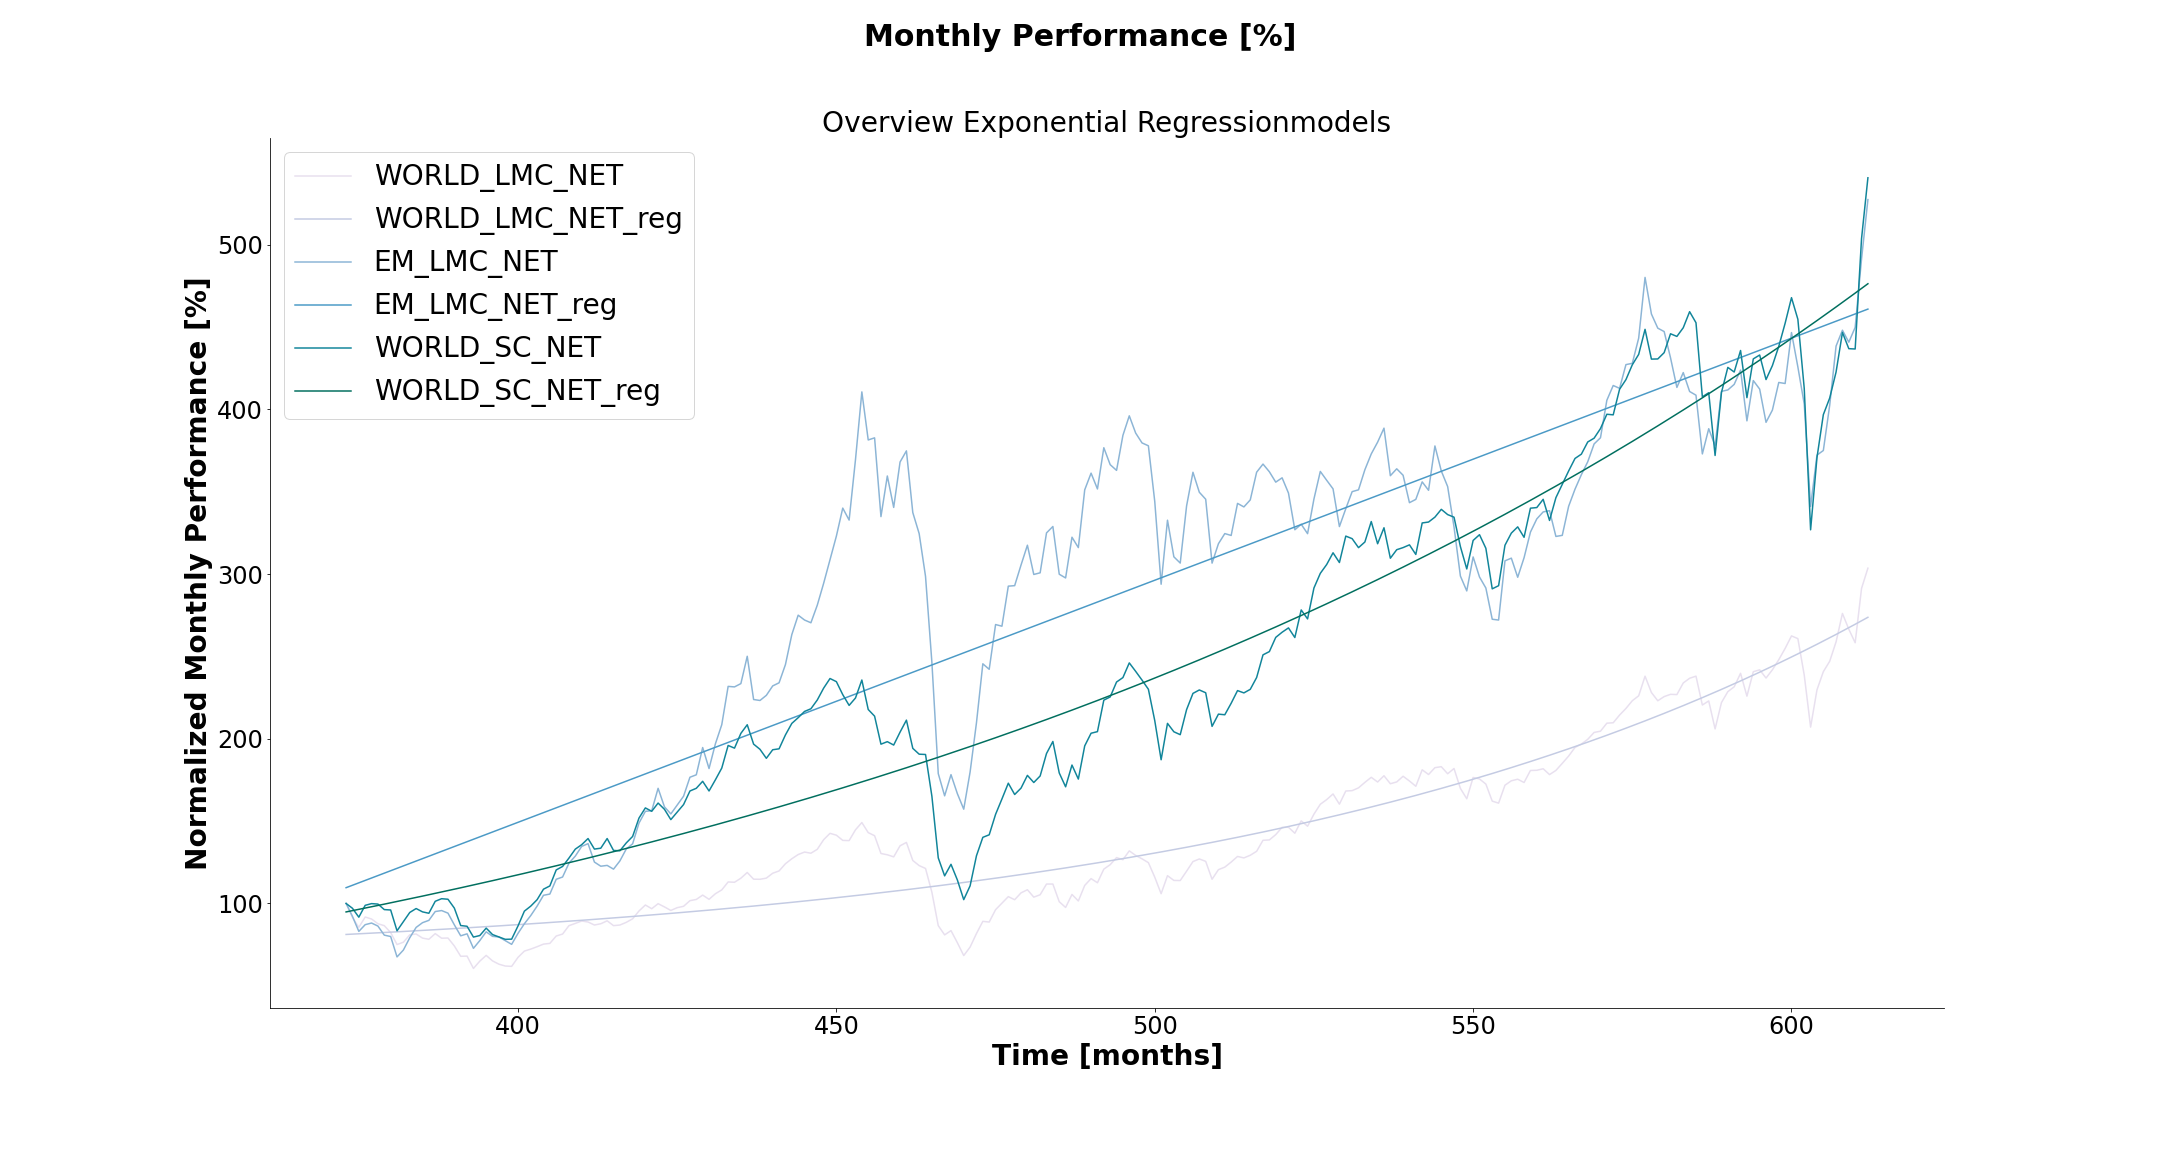 Monthly Performance [%]
Overview Exponential Regressionmodels
WORLD_LMC_NET
WORLD_LMC_NET_reg
EM_LMC_NET
EM_LMC_NET_reg
WORLD_SC_NET
WORLD_SC_NET_reg
Normalized Monthly Performance [%]
500
400
300
200
100
400 450 500 550 600
Time [months]